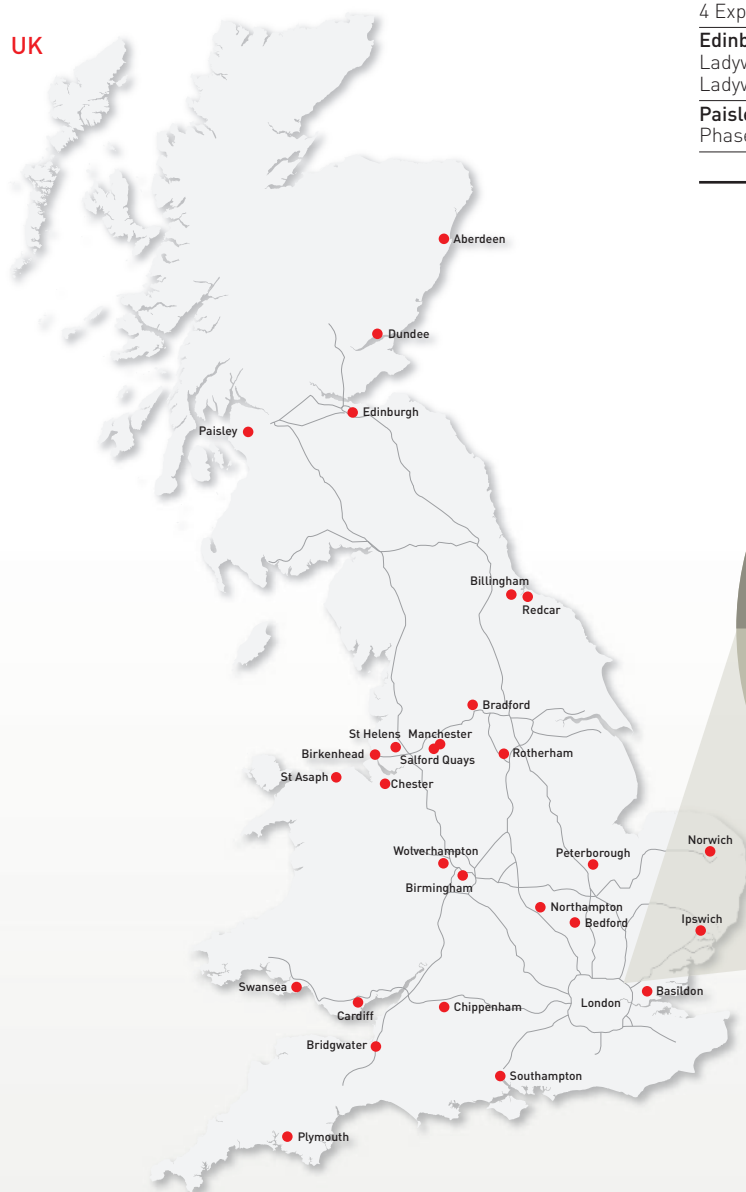 UK
4 Exp
Edinb
Ladyw
Ladyw
Paisle
Phase
Aberdeen
Dundee
Edinburgh
Paisley
Billingham
Redcar
Bradford
St Helens
Manchester
Birkenhead
Salford Quays
Rotherham
St Asaph
Chester
Wolverhampton
Peterborough
Norwich
Birmingham
Northampton
Bedford
Ipswich
Swansea
Basildon
Cardiff
Chippenham
London
Bridgwater
Southampton
Plymouth